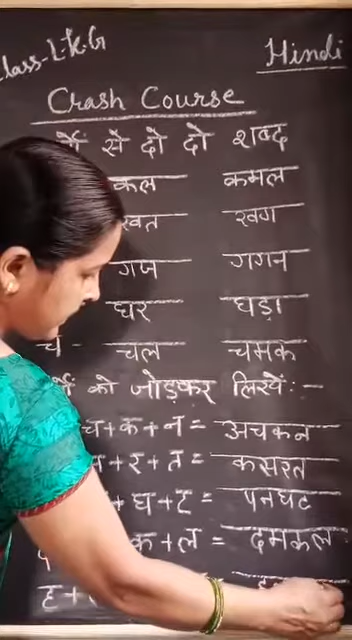 Class-L.K.G
Hindi
Crash Course
से दो दो शब्द
कल कमल
खत खग
गज गगन
घर घड़ा
च - चल चमक
को जोड़कर लिखें :-
च+क+न = अचकन
+र+त = कसरत
+घ+ट = पनघट
क+ल = दमकल
ह+